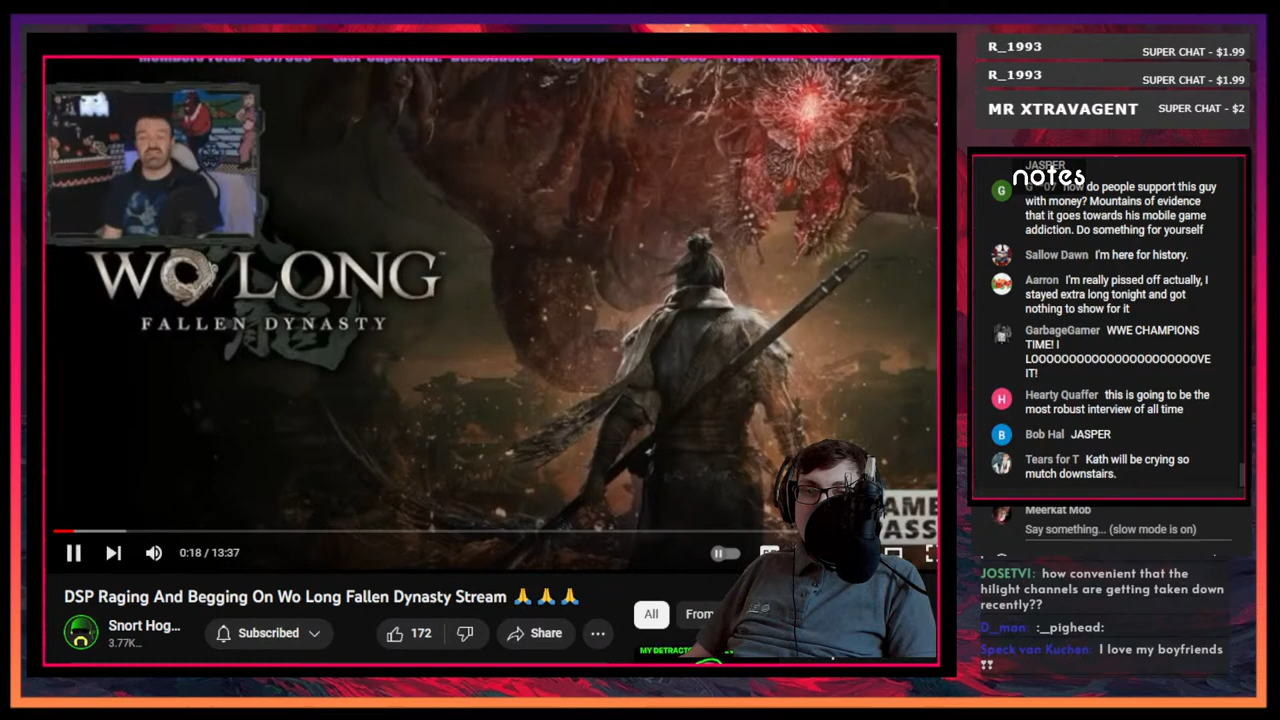 R_1993
SUPER CHAT - $1.99
R_1993
SUPER CHAT - $1.99
MR XTRAVAGENT
SUPER CHAT - $2
WO LONG
FALLEN DYNASTY
0:18 / 13:37
DSP Raging And Begging On Wo Long Fallen Dynasty Stream 🙏 🙏 🙏
Snort Hog...
3.77K...
Subscribed
172
Share
All
From
MY DETRACT
JASPER
notes
how do people support this guy
with money? Mountains of evidence
that it goes towards his mobile game
addiction. Do something for yourself
Sallow Dawn I'm here for history.
Aarron I'm really pissed off actually, I
stayed extra long tonight and got
nothing to show for it
GarbageGamer WWE CHAMPIONS
TIME! I
LOOOOOOOOOOOOOOOOOOOOOOVE
IT!
Hearty Quaffer this is going to be the
most robust interview of all time
Bob Hal JASPER
Tears for T Kath will be crying so
mutch downstairs.
Meerkat Mob
Say something... (slow mode is on)
JOSETVI: how convenient that the
hilight channels are getting taken down
recently??
D_mon: :_pighead:
Speck van Kuchen: I love my boyfriends
‼